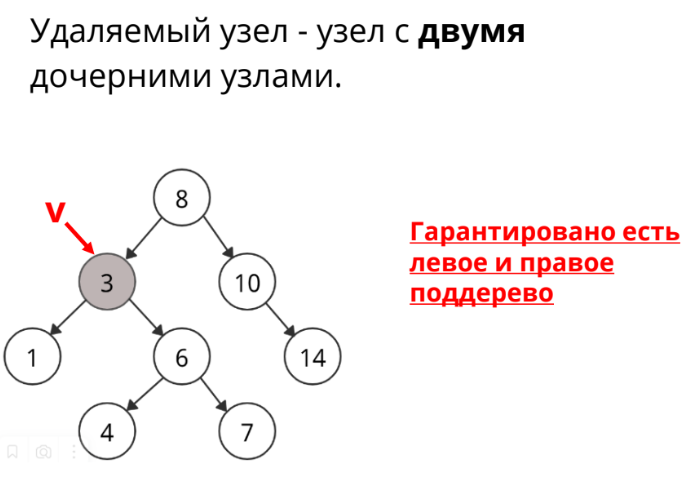 Удаляемый узел - узел с двумя
дочерними узлами.
8
v
Гарантировано есть
левое и правое
поддерево
3
10
1
6
14
4
7